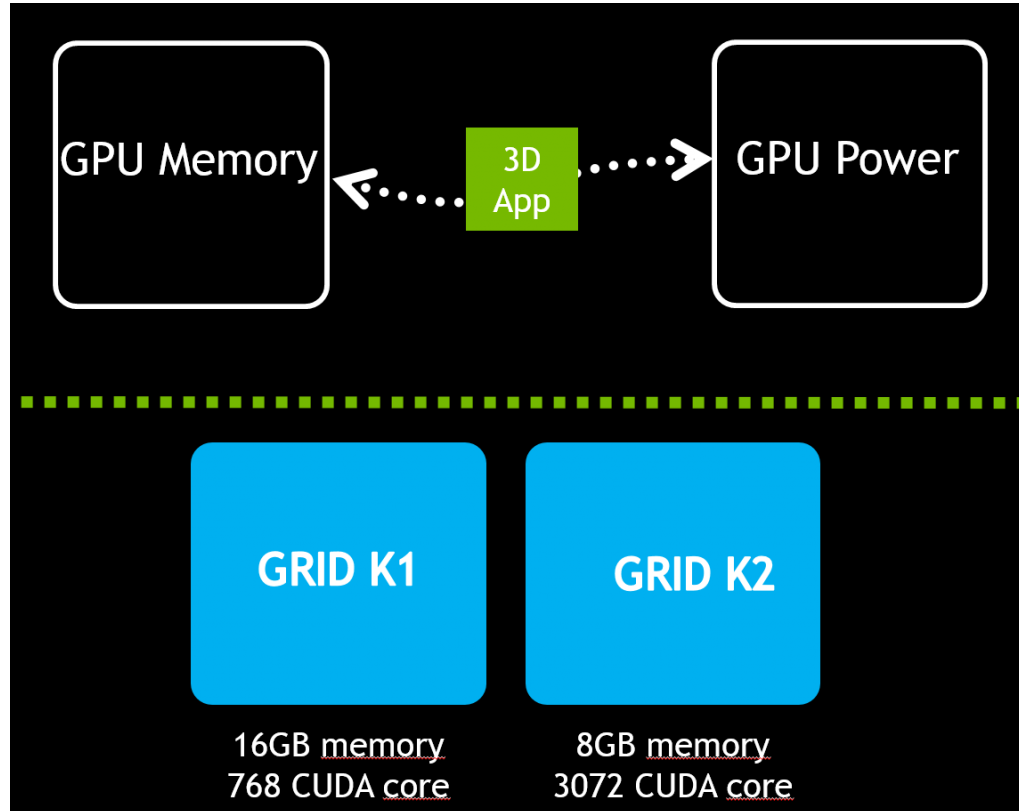 GPU Memory
3D
App
GPU Power
GRID K1
GRID K2
16GB memory
768 CUDA core
8GB memory
3072 CUDA core